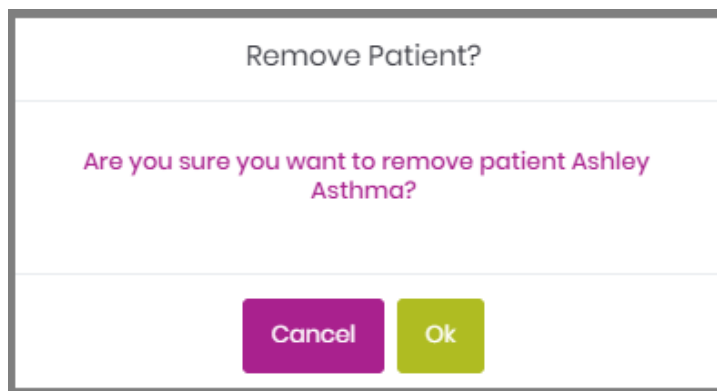 Remove Patient?
Are you sure you want to remove patient Ashley
Asthma?
Cancel Ok